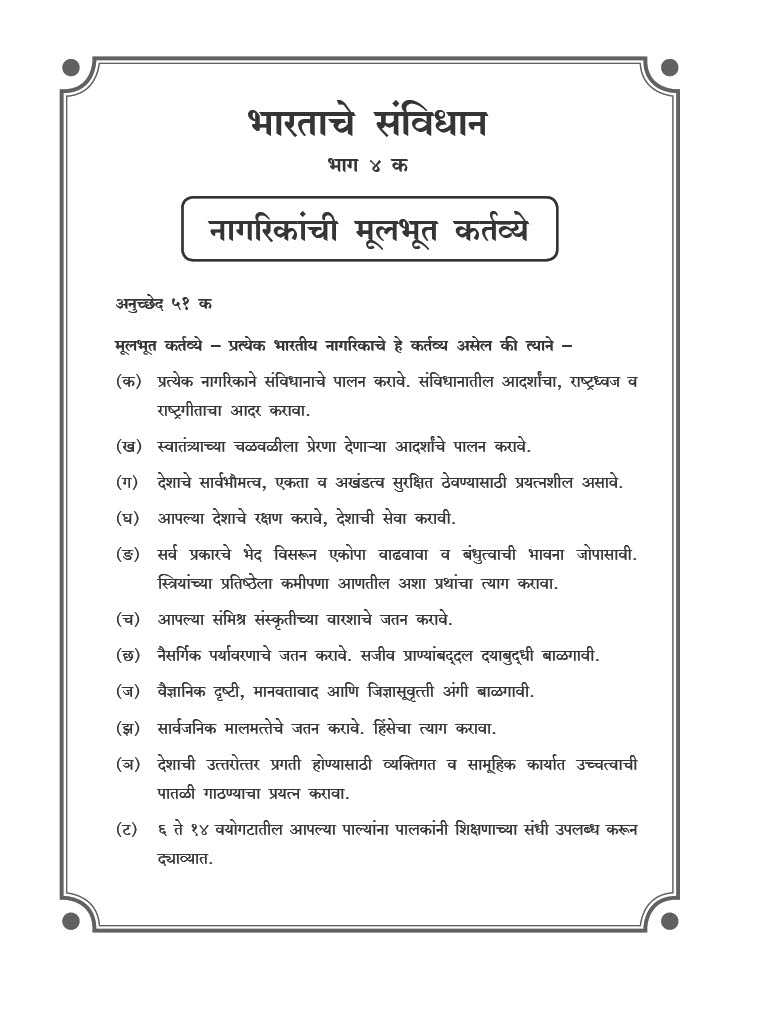 भारताचे संविधान
भाग ४ क
नागरिकांची मूलभूत कर्तव्ये
अनुच्छेद ५१ क
मूलभूत कर्तव्ये – प्रत्येक भारतीय नागरिकाचे हे कर्तव्य असेल की त्याने –
(क) प्रत्येक नागरिकाने संविधानाचे पालन करावे. संविधानातील आदर्शांचा, राष्ट्रध्वज व
राष्ट्रगीताचा आदर करावा.
(ख) स्वातंत्र्याच्या चळवळीला प्रेरणा देणाऱ्या आदर्शांचे पालन करावे.
(ग) देशाचे सार्वभौमत्व, एकता व अखंडत्व सुरक्षित ठेवण्यासाठी प्रयत्नशील असावे.
(घ) आपल्या देशाचे रक्षण करावे, देशाची सेवा करावी.
(ङ) सर्व प्रकारचे भेद विसरून एकोपा वाढवावा व बंधुत्वाची भावना जोपासावी.
स्त्रियांच्या प्रतिष्ठेला कमीपणा आणतील अशा प्रथांचा त्याग करावा.
(च) आपल्या संमिश्र संस्कृतीच्या वारशाचे जतन करावे.
(छ) नैसर्गिक पर्यावरणाचे जतन करावे. सजीव प्राण्यांबद्‌दल दयाबुद्‌धी बाळगावी.
(ज) वैज्ञानिक दृष्टी, मानवतावाद आणि जिज्ञासूवृत्ती अंगी बाळगावी.
(झ) सार्वजनिक मालमत्तेचे जतन करावे. हिंसेचा त्याग करावा.
(ञ) देशाची उत्तरोत्तर प्रगती होण्यासाठी व्यक्तिगत व सामूहिक कार्यात उच्चत्वाची
पातळी गाठण्याचा प्रयत्न करावा.
(ट) ६ ते १४ वयोगटातील आपल्या पाल्यांना पालकांनी शिक्षणाच्या संधी उपलब्ध करून
द्याव्यात.